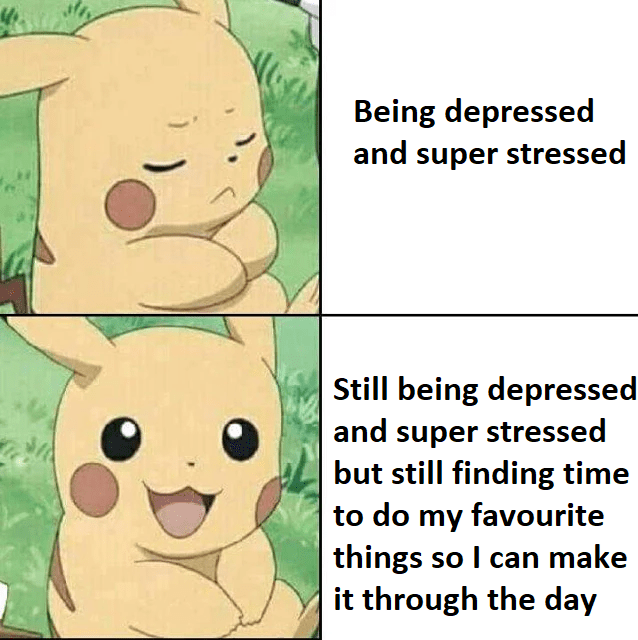 Being depressed
and super stressed
Still being depressed
and super stressed
but still finding time
to do my favourite
things so I can make
it through the day